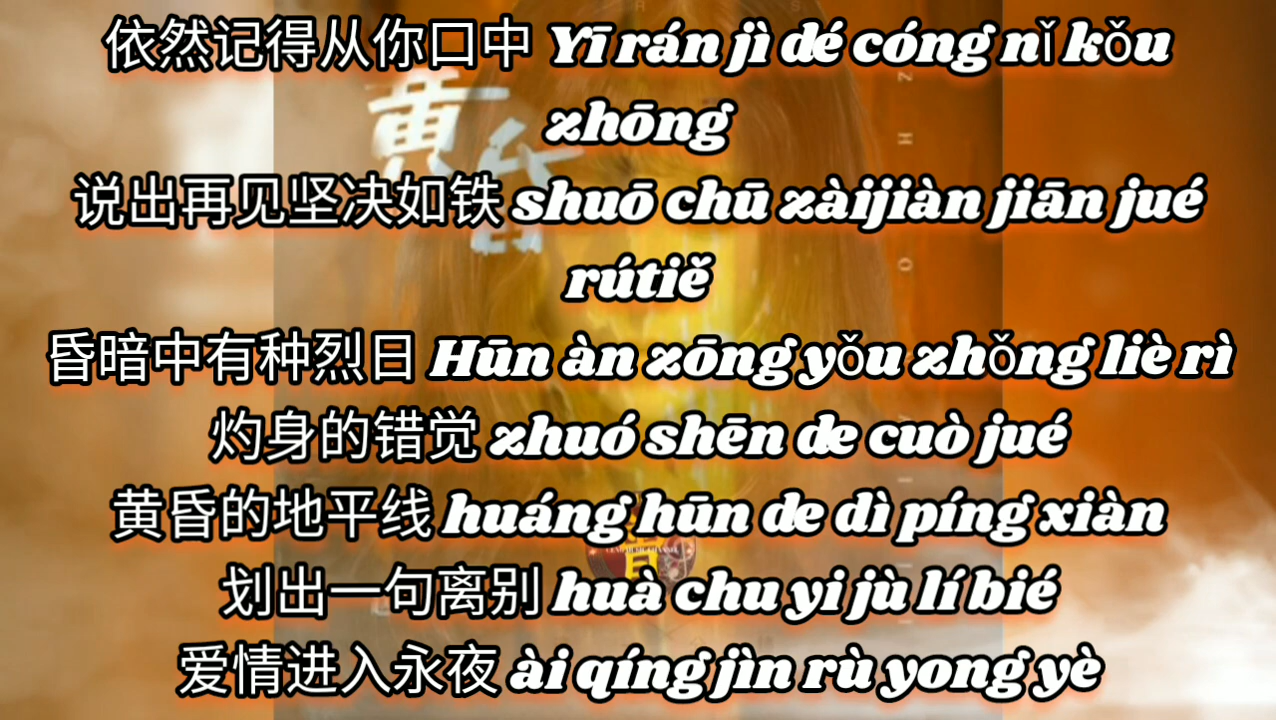 依然记得从你口中 Yī rán jì dé cóng nǐ kǒu
zhōng
说出再见坚决如铁 shuō chū zàijiàn jiān jué
rútiě
昏暗中有种烈日 Hūn àn zōng yǒu zhǒng liè rì
灼身的错觉 zhuó shēn de cuò jué
黄昏的地平线 huáng hūn de dì píng xiàn
划出一句离别 huà chu yi jù lí bié
爱情进入永夜 ài qíng jìn rù yong yè
黄昏